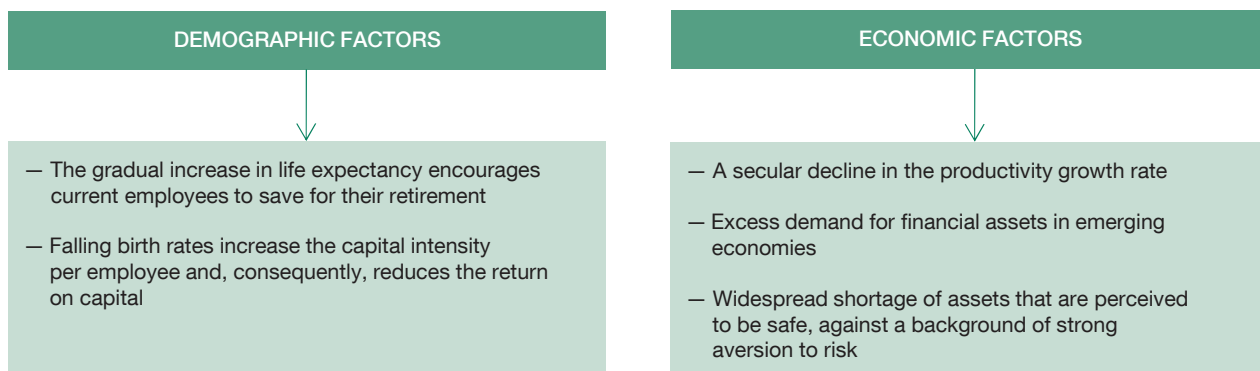 DEMOGRAPHIC FACTORS
— The gradual increase in life expectancy encourages
current employees to save for their retirement
— Falling birth rates increase the capital intensity
per employee and, consequently, reduces the return
on capital
ECONOMIC FACTORS
— A secular decline in the productivity growth rate
— Excess demand for financial assets in emerging
economies
— Widespread shortage of assets that are perceived
to be safe, against a background of strong
aversion to risk